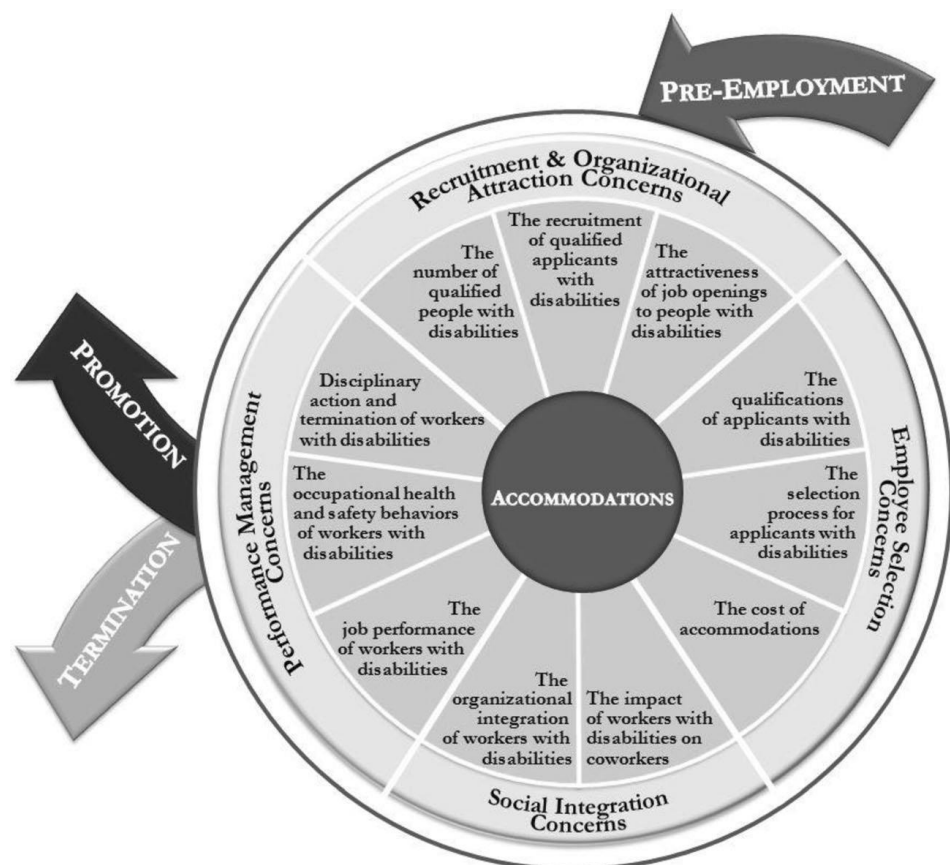 PRE-EMPLOYMENT
Recruitment & Organizational
Attraction Concerns
The
number of
qualified
people with
disabilities
The recruitment
of qualified
applicants
with
disabilities
The
attractiveness
of job openings
to people with
disabilities
Employee Selection
Concerns
The
qualifications
of applicants with
disabilities
The
selection
process for
applicants with
disabilities
The cost of
accommodations
Social Integration
Concerns
The impact
of workers with
disabilities on
coworkers
The
organizational
integration
of workers with
disabilities
Performance Management
Concerns
The
job performance
of workers with
disabilities
The
occupational health
and safety behaviors
of workers with
disabilities
Disciplinary
action and
termination of workers
with disabilities
ACCOMMODATIONS
PROMOTION
TERMINATION